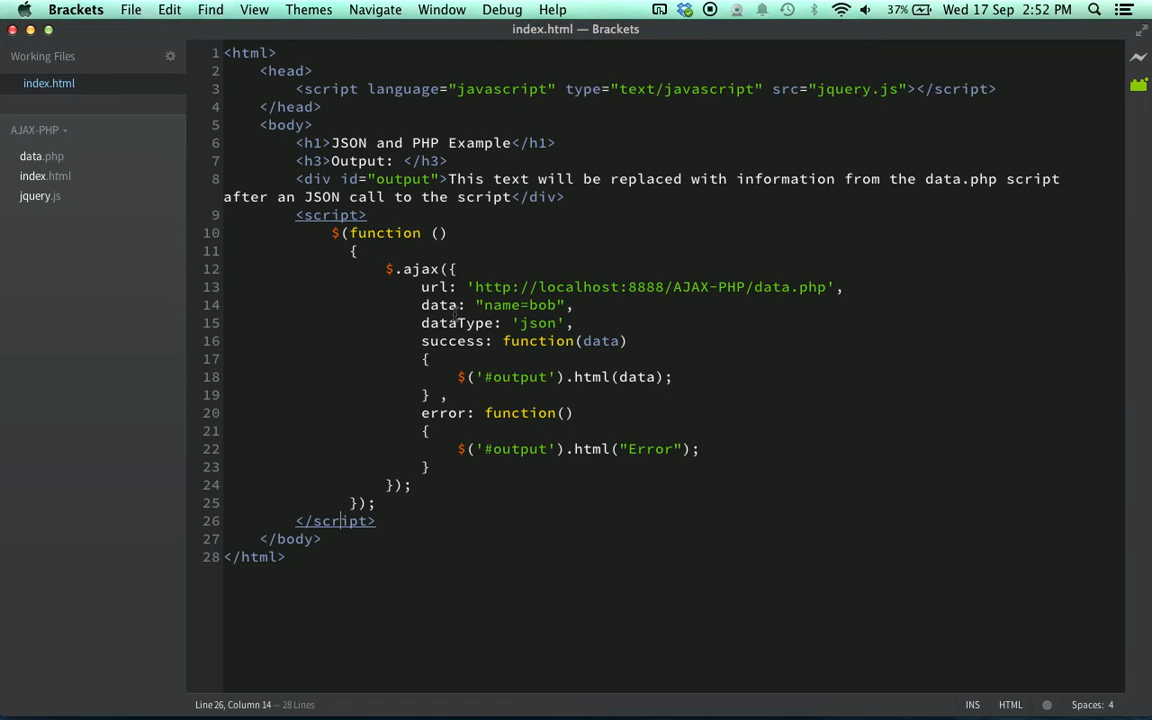 Brackets File Edit Find View Themes Navigate Window Debug Help 37% Wed 17 Sep 2:52 PM
index.html — Brackets
Working Files
index.html
AJAX-PHP
data.php
index.html
jquery.js
1 <html>
2 <head>
3 <script language="javascript" type="text/javascript" src="jquery.js"></script>
4 </head>
5 <body>
6 <h1>JSON and PHP Example</h1>
7 <h3>Output: </h3>
8 <div id="output">This text will be replaced with information from the data.php script
after an JSON call to the script</div>
9 <script>
10 $(function ()
11 {
12 $.ajax({
13 url: 'http://localhost:8888/AJAX-PHP/data.php',
14 data: "name=bob",
15 dataType: 'json',
16 success: function(data)
17 {
18 $('#output').html(data);
19 } ,
20 error: function()
21 {
22 $('#output').html("Error");
23 }
24 });
25 });
26 </script>
27 </body>
28 </html>
Line 26, Column 14 — 28 Lines
INS HTML Spaces: 4